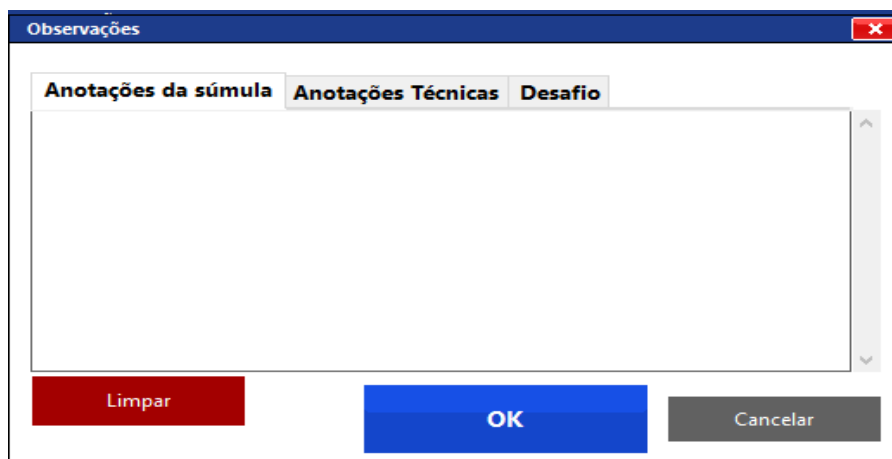 Observações
Anotações da súmula Anotações Técnicas Desafio
Limpar OK Cancelar